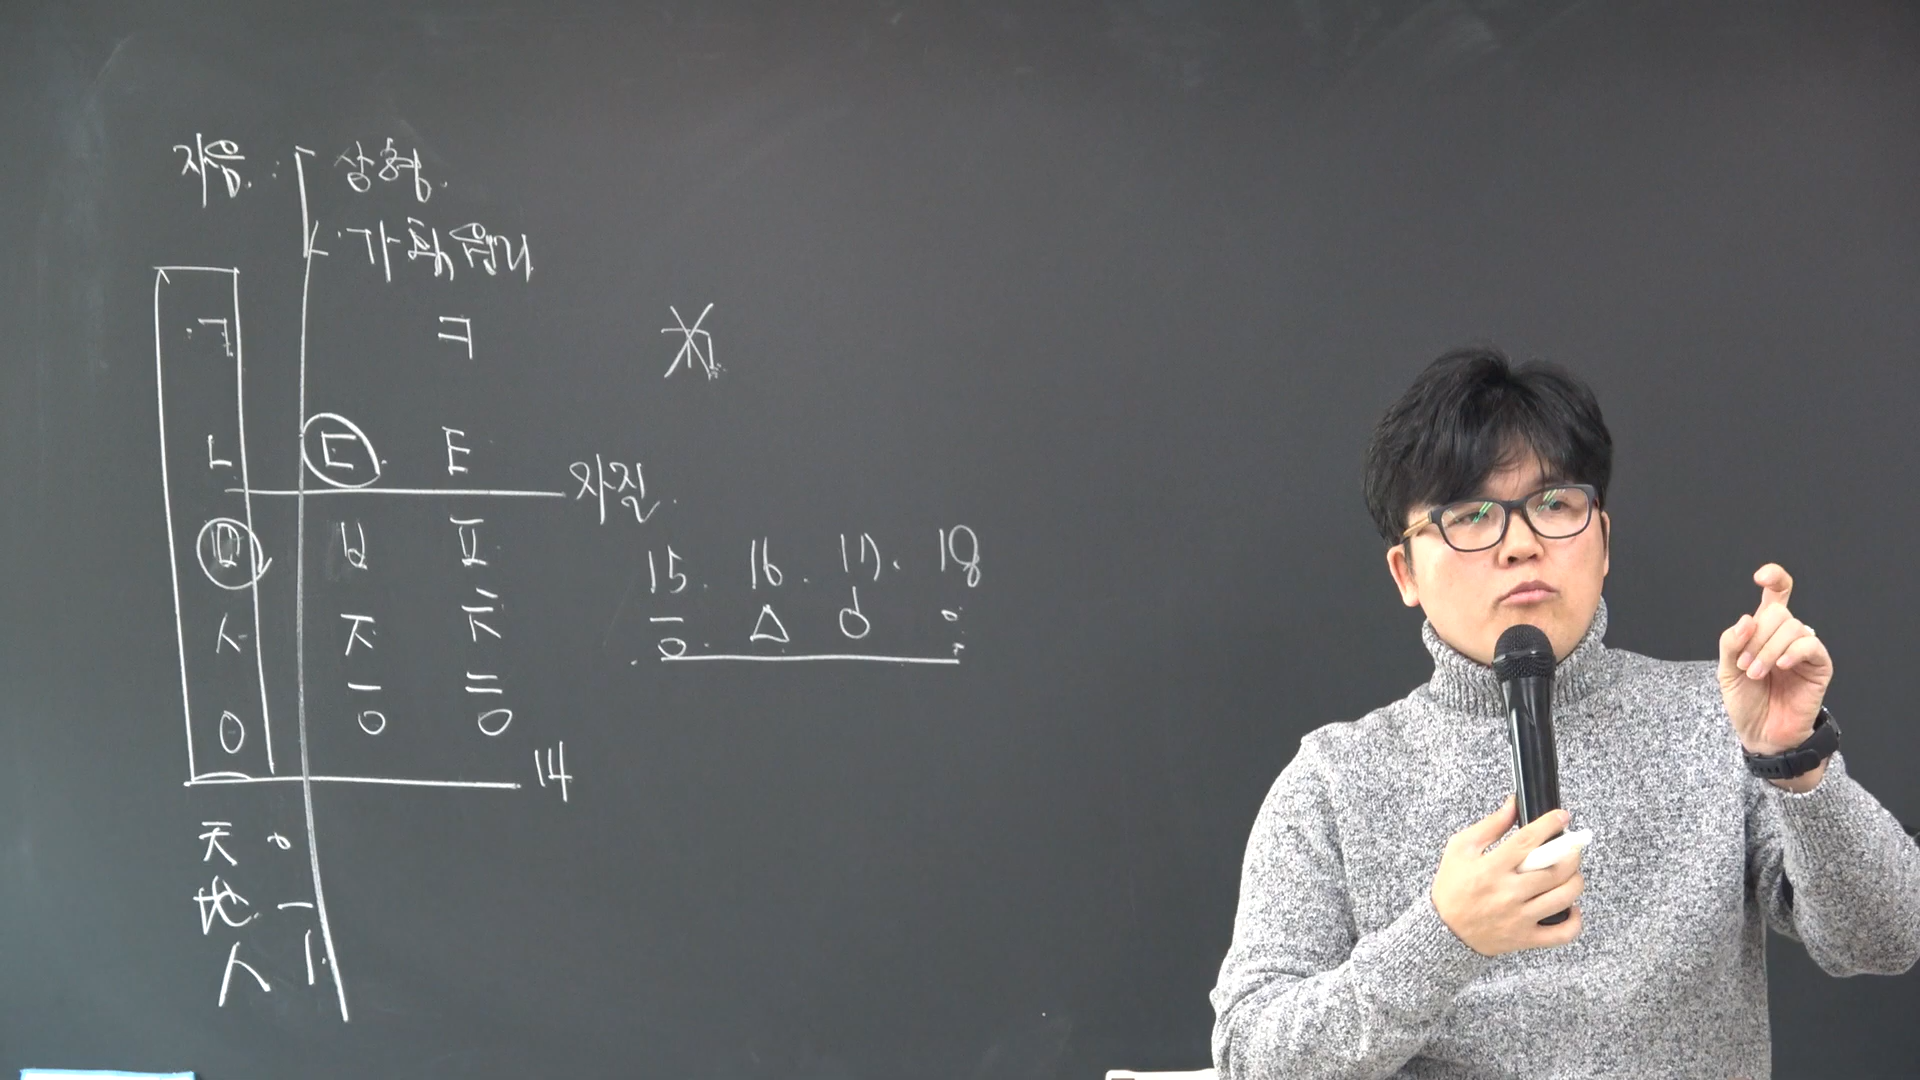 자음 : 상형
가획원리
ㄱ ㅋ
ㄴ ㄷ. ㅌ
자질.
ㅁ ㅂ ㅍ
ㅅ ㅈ ㅊ
ㅇ ㆆ ㅎ
14
15. 16. 17. 18
ㆆ. ㅿ ㆁ
天 ㆍ
地 ㅡ
人 ㅣ